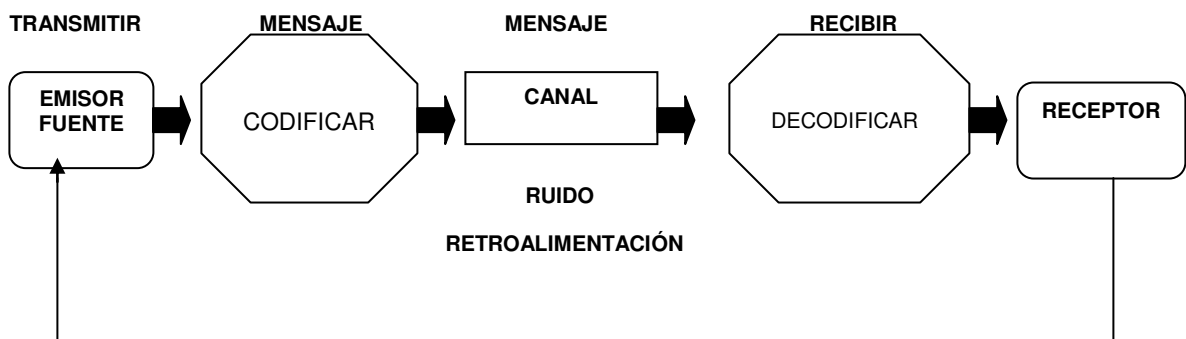 TRANSMITIR
MENSAJE
MENSAJE
RECIBIR
EMISOR
FUENTE
CODIFICAR
CANAL
DECODIFICAR
RECEPTOR
RUIDO
RETROALIMENTACIÓN